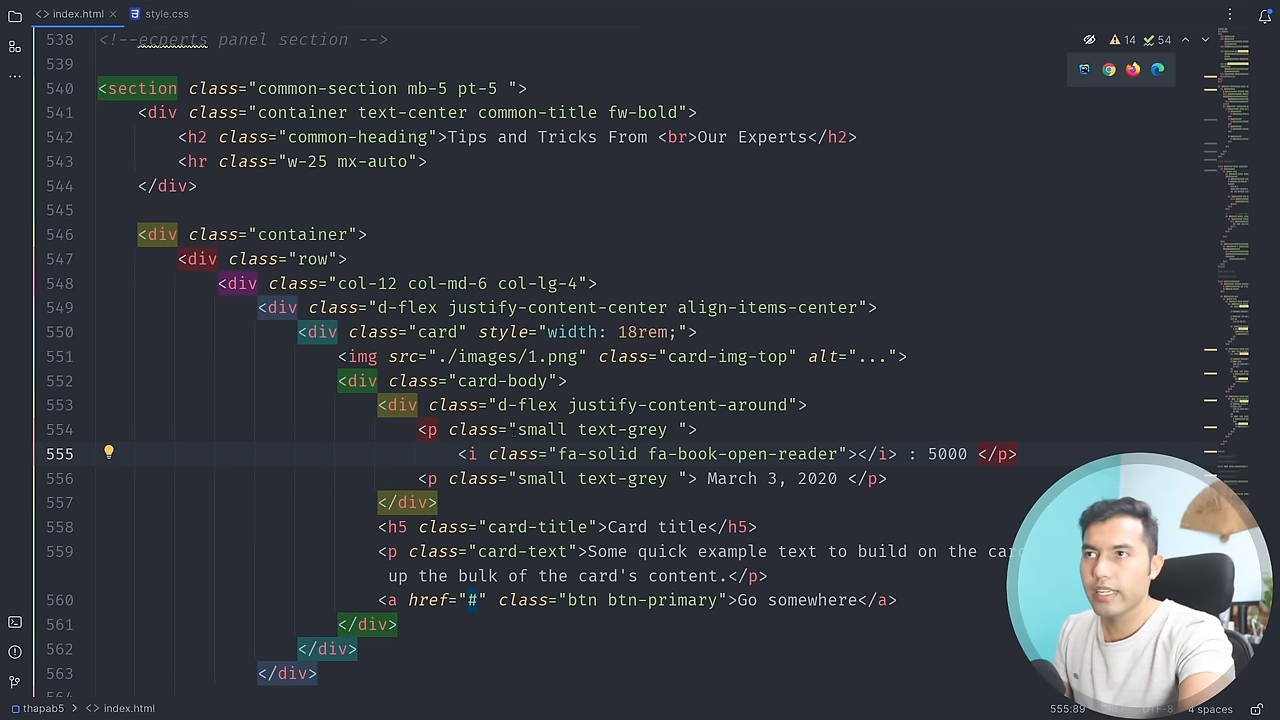 index.html
style.css
538 <!--ecperts panel section -->
14 54
539
540 section class="common-section mb-5 pt-5 ">
541 <div class="container text-center common-title fw-bold">
542 <h2 class="common-heading">Tips and Tricks From <br>Our Expert </h2>
543 <hr class="w-25 mx-auto">
544 </div>
545
546 <div class="container">
547 <div class="row">
548 <div class="col-12 col-md-6 col- g-4">
549 <div class="d-flex justify-content-center align-items-center">
550 <div class="card" style="width: 18rem;">
551 <img src="./images/ .png" class="card-img-top" alt="...">
552 <div class="card-body">
553 <div class="d-flex justify-content-around">
554 <p class="small text-grey ">
555 <i class="fa-solid fa-book-open-reader"></i> : 5000 </p>
556 <p class="small text-grey "> March 3, 2020 </p>
557 </div>
558 <h5 class="card-title">Card title</h5>
559 <p class="card-text">Some quick example text to build on the card
up the bulk of the card's content.</p>
560 <a href="#" class="btn btn-primary">Go somewhere</a>
561 </div>
562 </div>
563 </div>
thapab5 > index.html
555:89 UTF-8 4 spaces